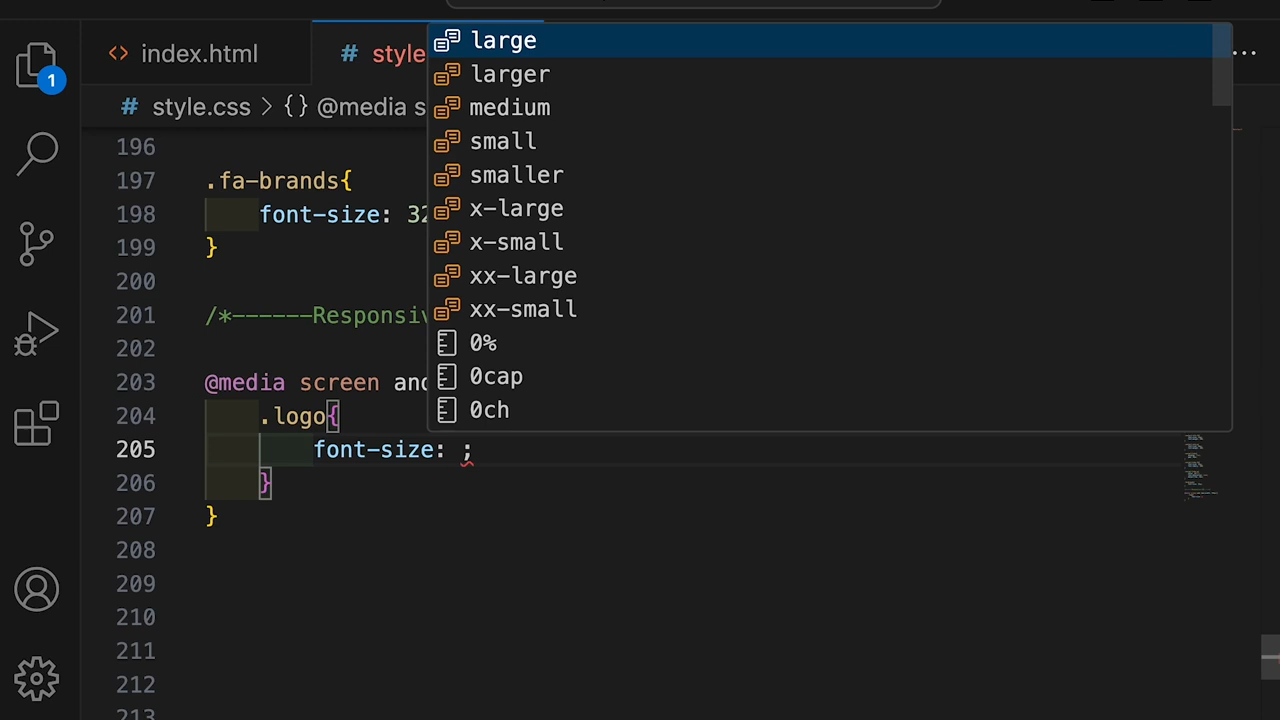 index.html
# style
# style.css > {} @media s
large
larger
medium
small
smaller
x-large
x-small
xx-large
xx-small
0%
0cap
0ch
1
196
197 .fa-brands{
198 font-size: 32
199 }
200
201 /*------Responsiv
202
203 @media screen and
204 .logo{
205 font-size: ;
206 }
207 }
208
209
210
211
212
213